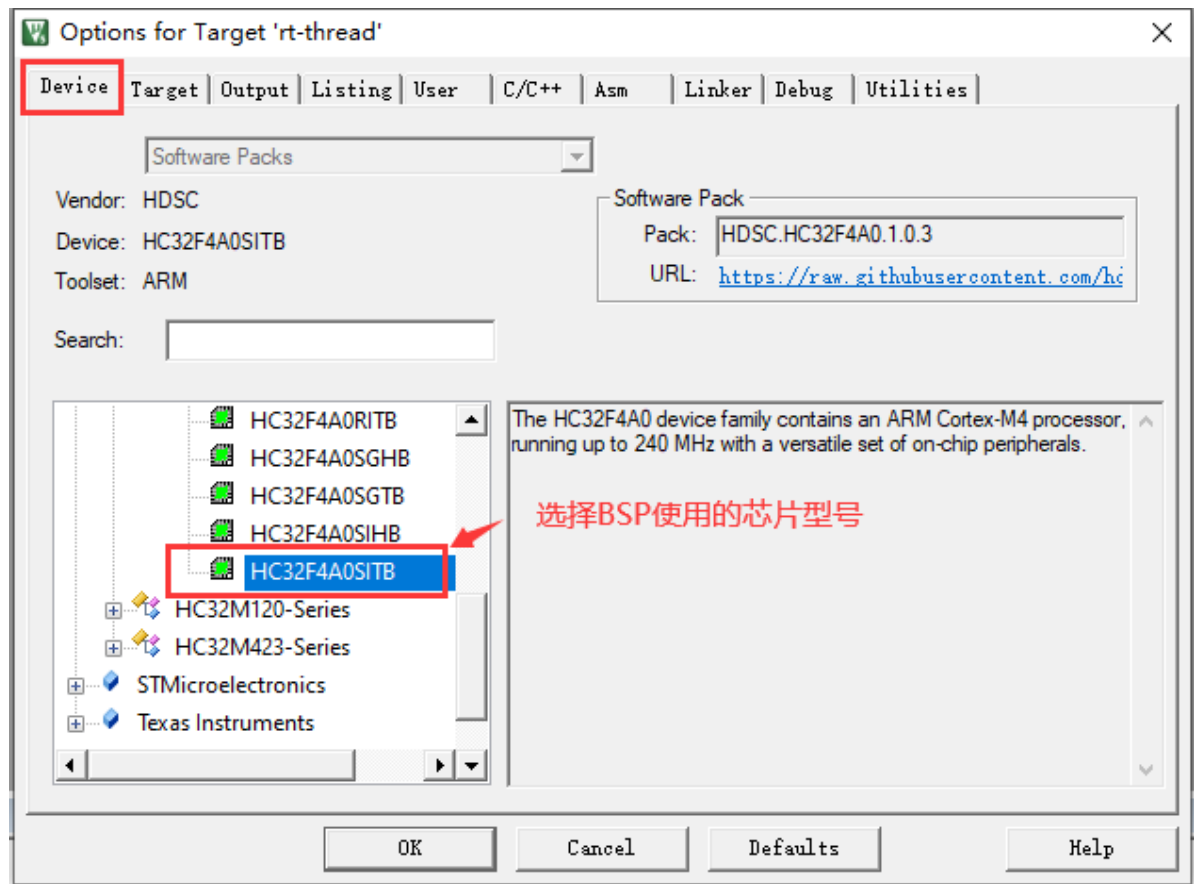 Options for Target 'rt-thread'
Device Target Output Listing User C/C++ Asm Linker Debug Utilities
Software Packs
Vendor: HDSC
Device: HC32F4A0SITB
Toolset: ARM
Software Pack
Pack: HDSC.HC32F4A0.1.0.3
URL: https://raw.githubusercontent.com/hd
Search:
HC32F4A0RITB
HC32F4A0SGHB
HC32F4A0SGTB
HC32F4A0SIHB
HC32F4A0SITB
HC32M120-Series
HC32M423-Series
STMicroelectronics
Texas Instruments
The HC32F4A0 device family contains an ARM Cortex-M4 processor,
running up to 240 MHz with a versatile set of on-chip peripherals.
选择BSP使用的芯片型号
OK Cancel Defaults Help